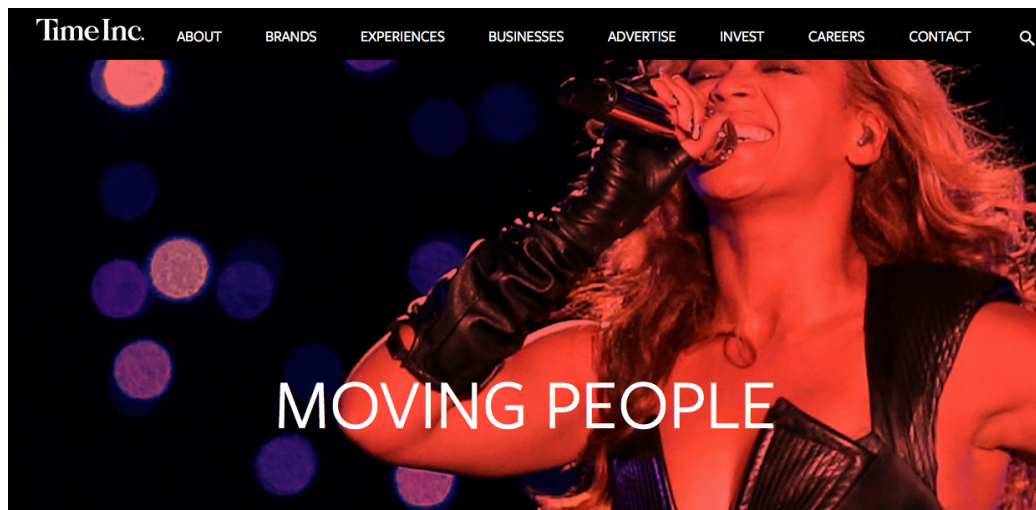 Time Inc. ABOUT BRANDS EXPERIENCES BUSINESSES ADVERTISE INVEST CAREERS CONTACT
MOVING PEOPLE